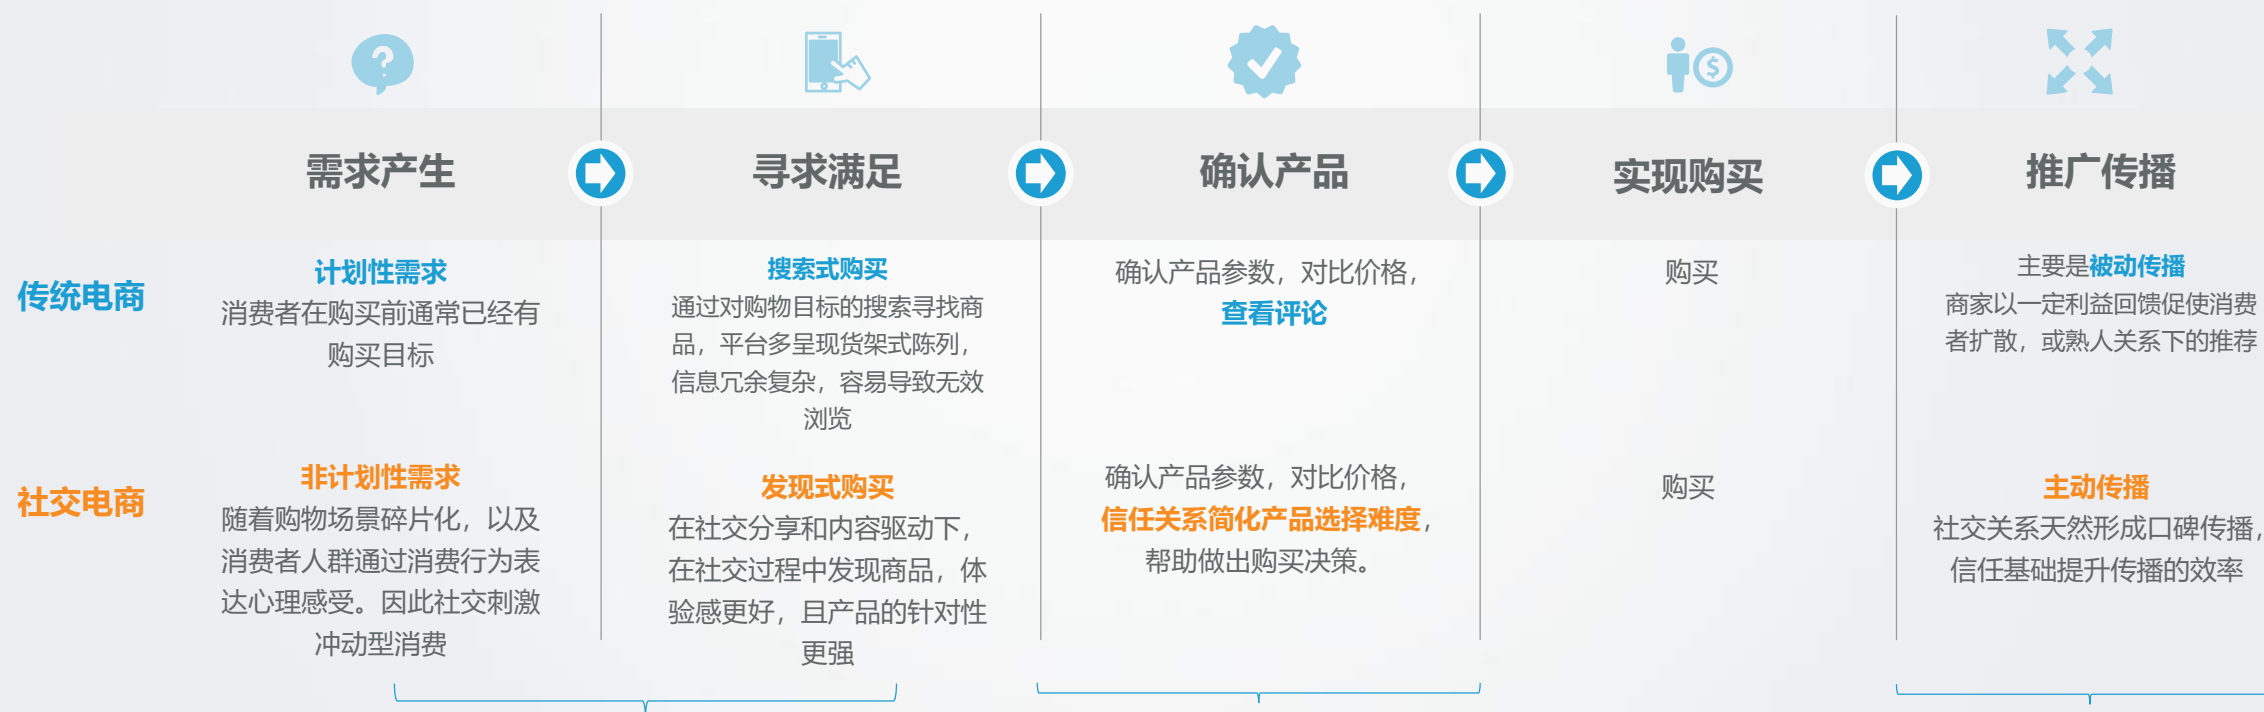 需求产生
寻求满足
确认产品
实现购买
推广传播
传统电商
计划性需求
消费者在购买前通常已经有
购买目标
搜索式购买
通过对购物目标的搜索寻找商
品，平台多呈现货架式陈列，
信息冗余复杂，容易导致无效
浏览
确认产品参数，对比价格，
查看评论
购买
主要是被动传播
商家以一定利益回馈促使消费
者扩散，或熟人关系下的推荐
社交电商
非计划性需求
随着购物场景碎片化，以及
消费者人群通过消费行为表
达心理感受。因此社交刺激
冲动型消费
发现式购买
在社交分享和内容驱动下，
在社交过程中发现商品，体
验感更好，且产品的针对性
更强
确认产品参数，对比价格，
信任关系简化产品选择难度，
帮助做出购买决策。
购买
主动传播
社交关系天然形成口碑传播，
信任基础提升传播的效率